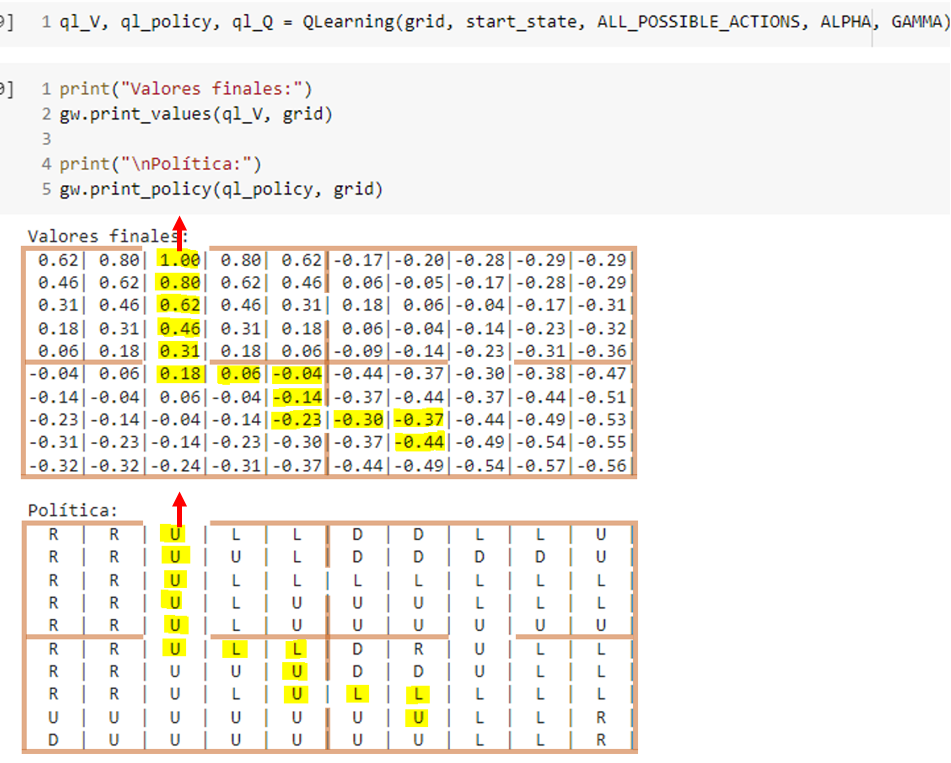 9] 1 ql_V, ql_policy, ql_Q = QLearning(grid, start_state, ALL_POSSIBLE_ACTIONS, ALPHA, GAMMA)
0] 1 print("Valores finales:")
2 gw.print_values(ql_V, grid)
3
4 print("\nPolítica:")
5 gw.print_policy(ql_policy, grid)
Valores finales:
0.62| 0.80| 1.00| 0.80| 0.62|-0.17|-0.20|-0.28|-0.29|-0.29|
0.46| 0.62| 0.80| 0.62| 0.46| 0.06|-0.05|-0.17|-0.28|-0.29|
0.31| 0.46| 0.62| 0.46| 0.31| 0.18| 0.06|-0.04|-0.17|-0.31|
0.18| 0.31| 0.46| 0.31| 0.18| 0.06|-0.04|-0.14|-0.23|-0.32|
0.06| 0.18| 0.31| 0.18| 0.06|-0.09|-0.14|-0.23|-0.31|-0.36|
-0.04| 0.06| 0.18| 0.06|-0.04|-0.44|-0.37|-0.30|-0.38|-0.47|
-0.14|-0.04| 0.06|-0.04|-0.14|-0.37|-0.44|-0.37|-0.44|-0.51|
-0.23|-0.14|-0.04|-0.14|-0.23|-0.30|-0.37|-0.44|-0.49|-0.53|
-0.31|-0.23|-0.14|-0.23|-0.30|-0.37|-0.44|-0.49|-0.54|-0.55|
-0.32|-0.32|-0.24|-0.31|-0.37|-0.44|-0.49|-0.54|-0.57|-0.56|
Política:
R | R | U | L | L | D | D | L | L | U |
R | R | U | U | L | D | D | D | D | U |
R | R | U | L | L | L | L | L | L | L |
R | R | U | L | U | U | U | L | L | L |
R | R | U | L | U | U | U | U | U | U |
R | R | U | L | L | D | R | U | L | L |
R | R | U | U | U | D | D | U | L | L |
R | R | U | L | U | L | L | L | L | L |
U | U | U | U | U | U | U | L | L | R |
D | U | U | U | U | U | U | L | L | R |